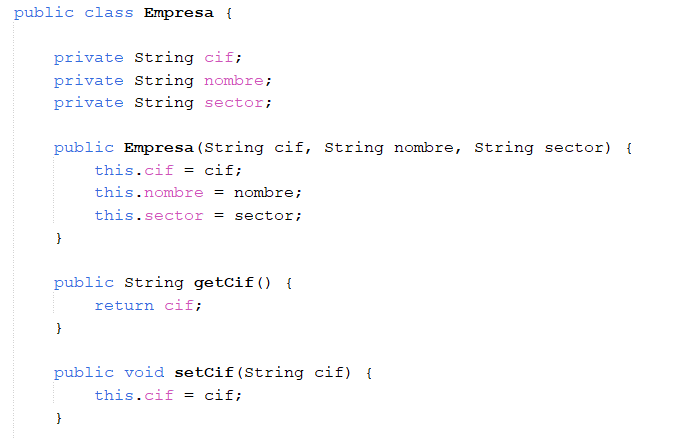 public class Empresa {
private String cif;
private String nombre;
private String sector;
public Empresa(String cif, String nombre, String sector) {
this.cif = cif;
this.nombre = nombre;
this.sector = sector;
}
public String getCif() {
return cif;
}
public void setCif(String cif) {
this.cif = cif;
}